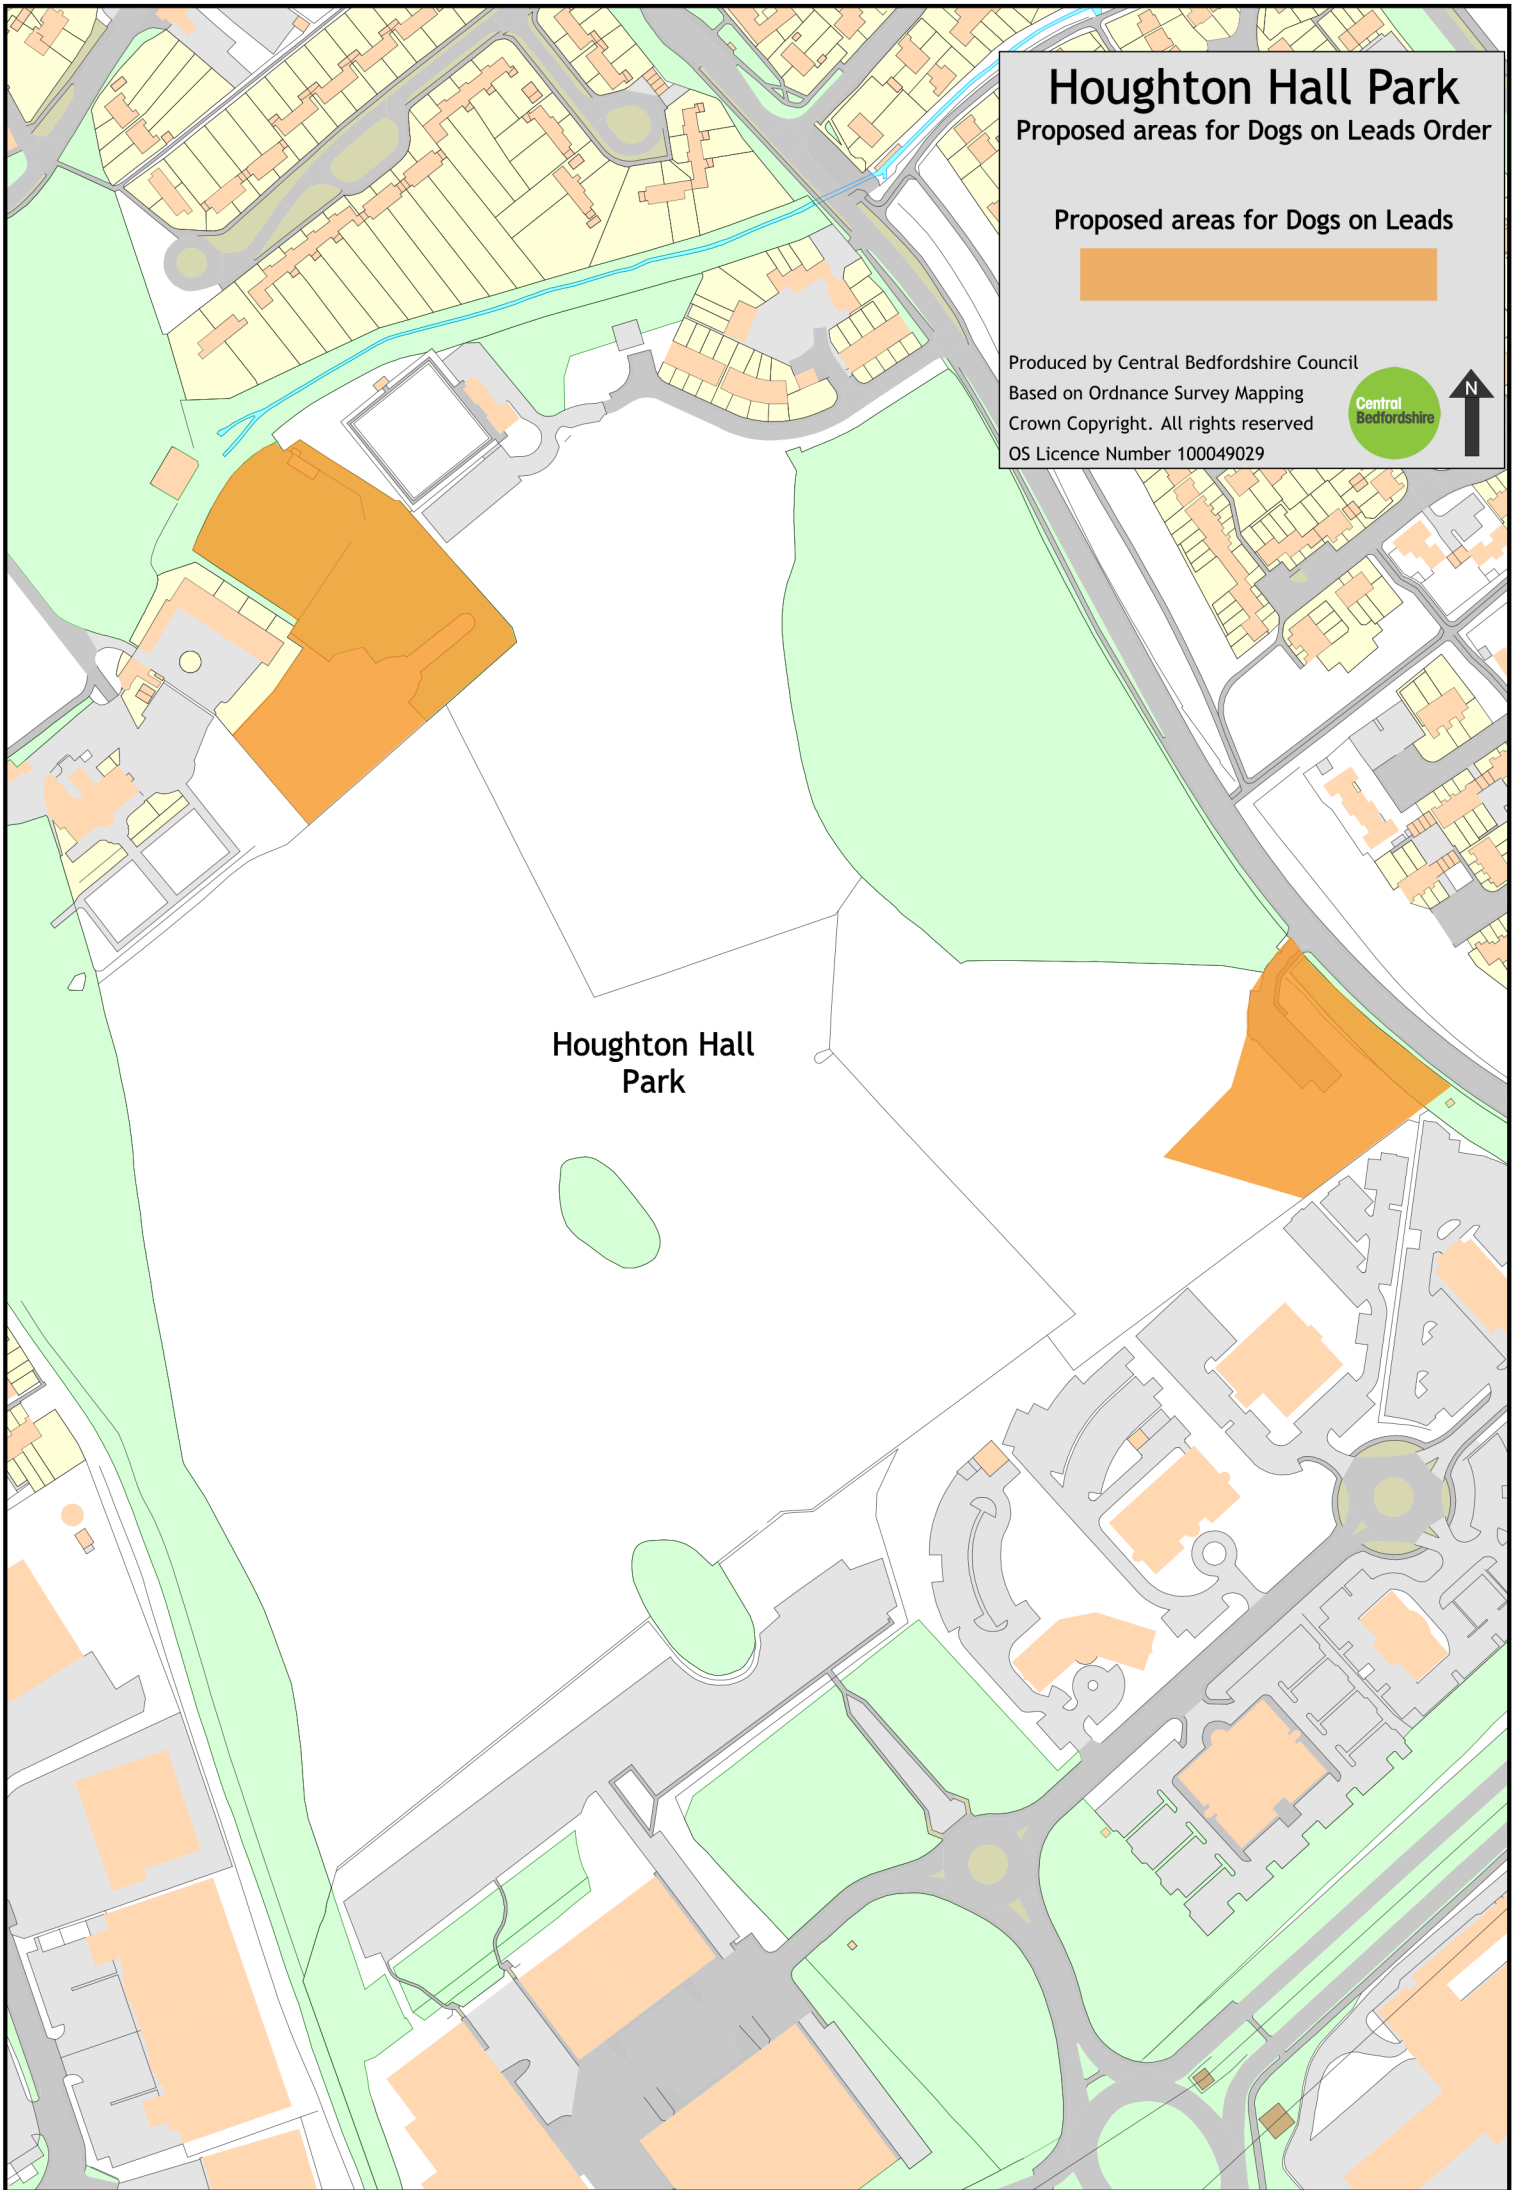 Houghton Hall Park
Proposed areas for Dogs on Leads Order
Proposed areas for Dogs on Leads
Produced by Central Bedfordshire Council
Based on Ordnance Survey Mapping
Crown Copyright. All rights reserved
OS Licence Number 100049029
Central
Bedfordshire
N
Houghton Hall
Park